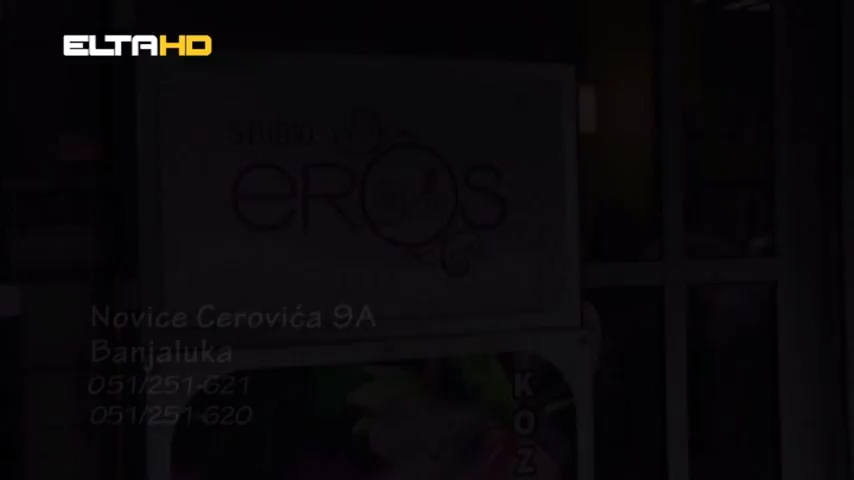 ELTAHD
STUDIO
eros
Novice Cerovića 9A
Banjaluka
051/251-621
051/251-620
KOZ